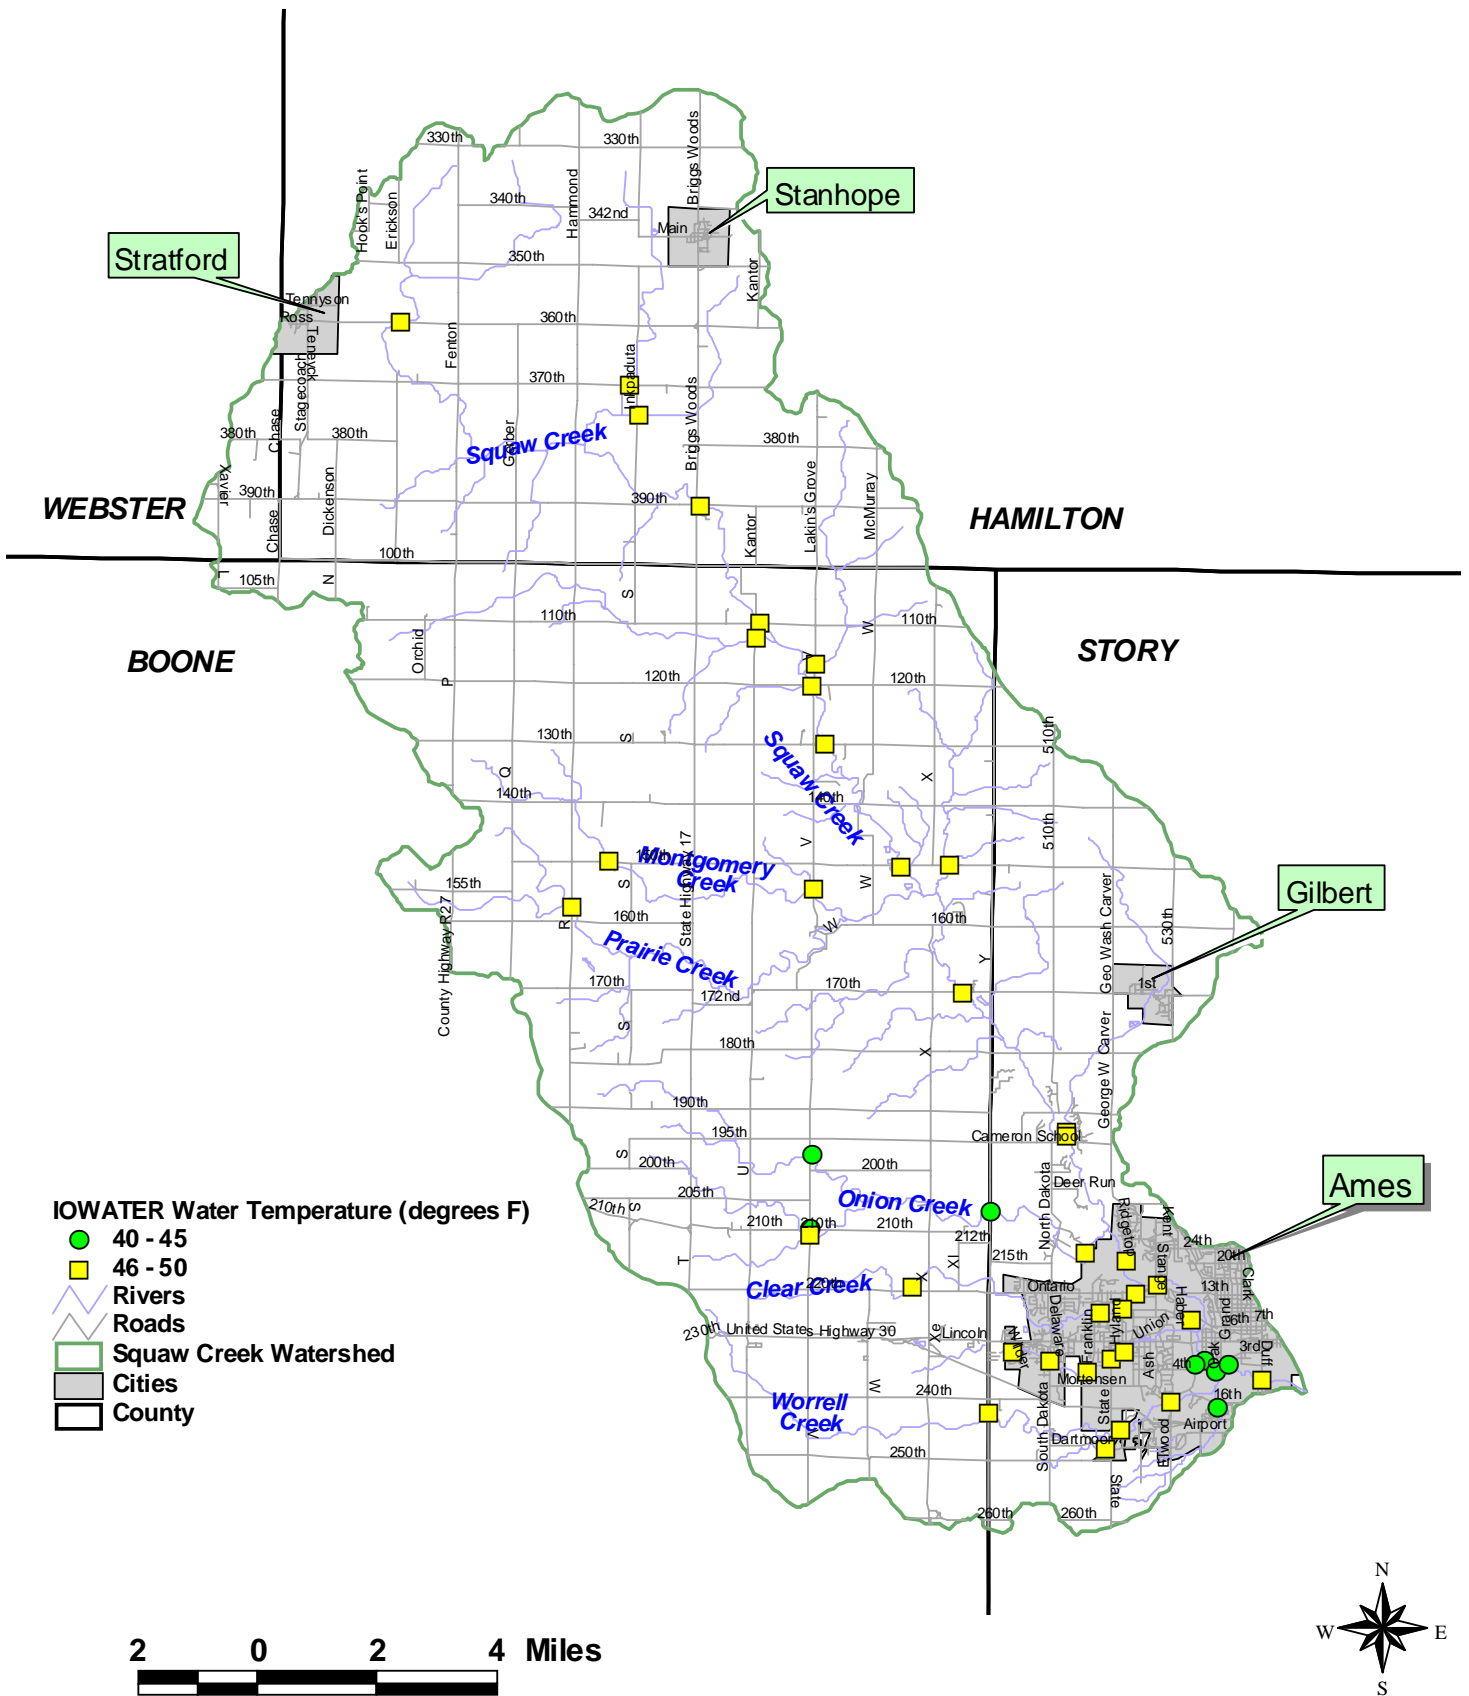 330th
330th
Briggs Woods
Hook's Point
Erickson
Hammond
340th
342nd
Main
Stanhope
350th
Kantor
Stratford
Tennyson
Ross
Teneyck
Stagecoach
360th
Fenton
Inkpaduta
370th
Briggs Woods
380th
Chase
380th
380th
Squaw Creek
Gerber
Xavier
390th
Dickenson
390th
Lakin's Grove
McMurray
WEBSTER
HAMILTON
Chase
Kantor
100th
L
105th
N
S
110th
110th
W
Orchid
BOONE
STORY
V
P
120th
120th
130th
S
510th
Squaw Creek
Q
X
140th
140th
510th
State Highway 17
V
150th
Montgomery
Creek
S
W
155th
Geo Wash Carver
Gilbert
County Highway R27
R
160th
W
160th
530th
Prairie Creek
Y
170th
172nd
170th
1st
S
George W Carver
180th
X
190th
195th
Cameron School
S
200th
U
200th
North Dakota
Deer Run
205th
Onion Creek
Ames
210th
S
210th
210th
210th
212th
Ridgetop
Kent
Stange
24th
20th
T
XI
215th
Clark
Clear Creek
220th
X
Ontario
13th
Haber
Grand
230th
United States Highway 30
Xe
Lincoln
Delaware
Franklin
Hyland
Union
6th
7th
3rd
Duff
Oak
4th
Ash
Mortensen
W
240th
16th
Worrell
Creek
V
South Dakota
State
Airport
Dartmoor
Elwood
250th
State
260th
260th
IOWATER Water Temperature (degrees F)
40 - 45
46 - 50
Rivers
Roads
Squaw Creek Watershed
Cities
County
2 0 2 4 Miles
N
W E
S